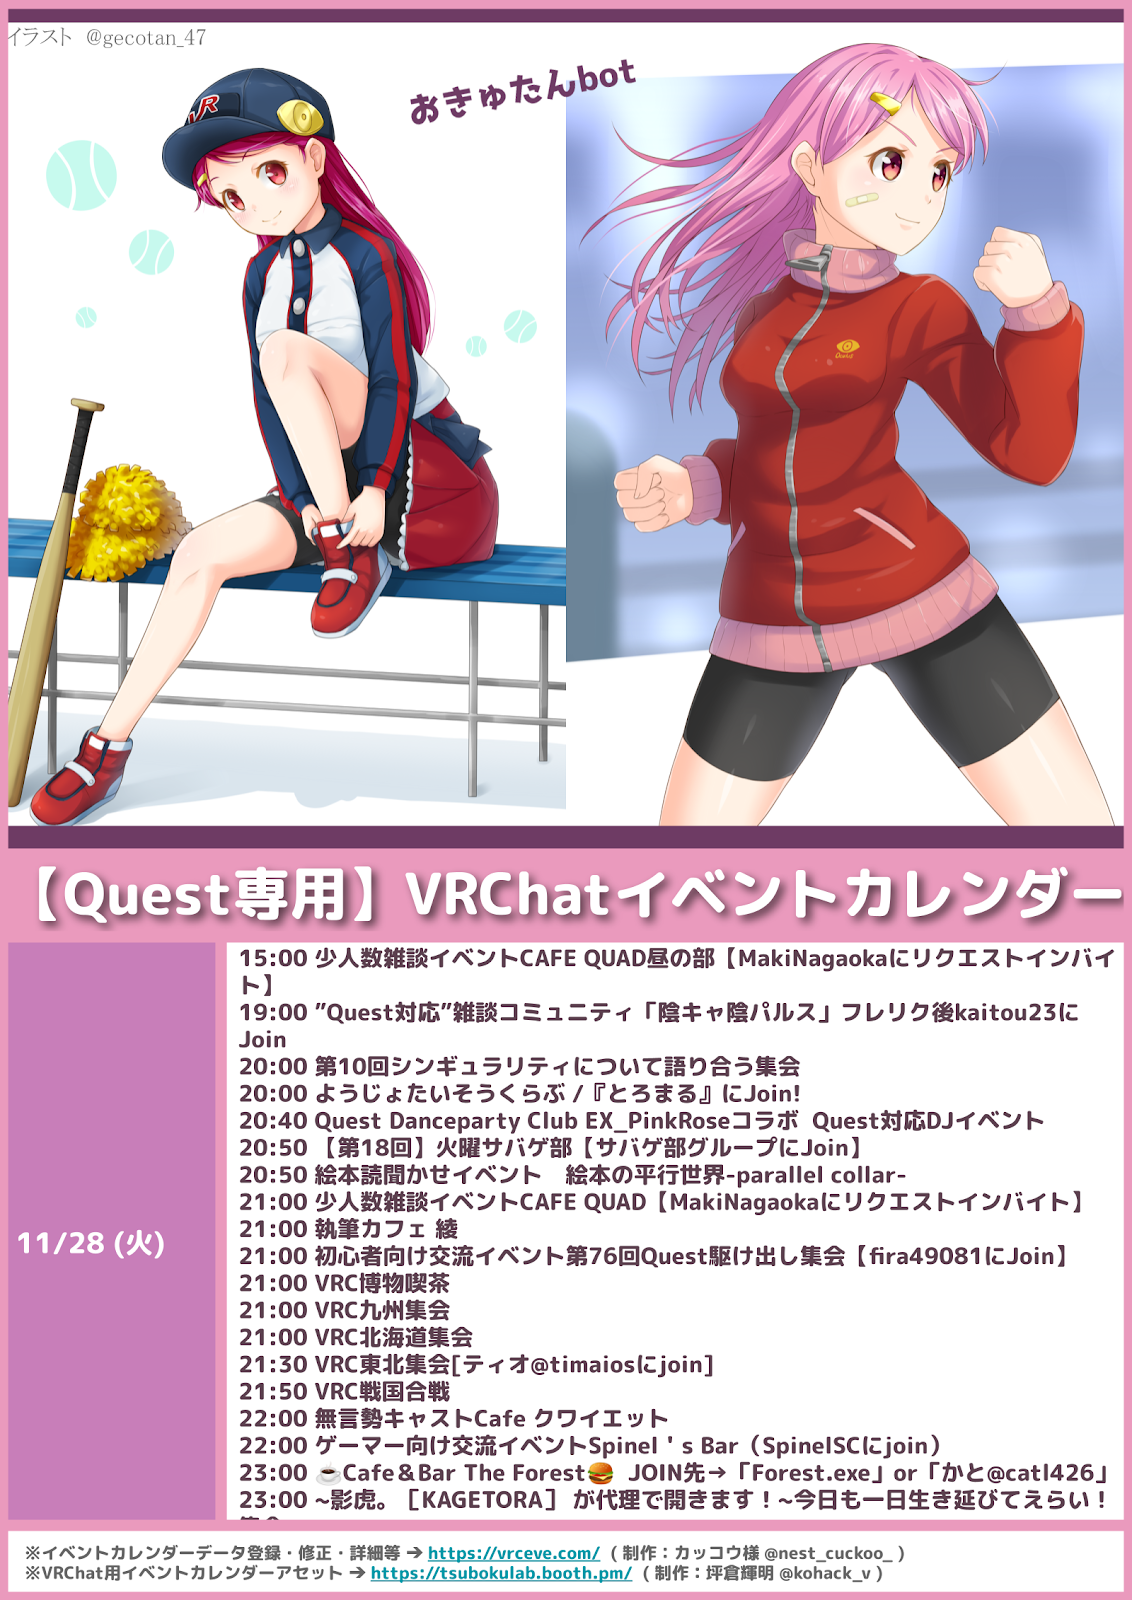 イラスト @gecotan_47
おきゅたんbot
VR
Quest
【Quest専用】VRChatイベントカレンダー
11/28 (火)
15:00 少人数雑談イベントCAFE QUAD昼の部【MakiNagaokaにリクエストインバイ
ト】
19:00 ”Quest対応”雑談コミュニティ「陰キャ陰パルス」フレリク後kaitou23に
Join
20:00 第10回シンギュラリティについて語り合う集会
20:00 ようじょたいそうくらぶ /『とろまる』にJoin!
20:40 Quest Danceparty Club EX_PinkRoseコラボ Quest対応DJイベント
20:50 【第18回】火曜サバゲ部【サバゲ部グループにJoin】
20:50 絵本読聞かせイベント　絵本の平行世界-parallel collar-
21:00 少人数雑談イベントCAFE QUAD【MakiNagaokaにリクエストインバイト】
21:00 執筆カフェ 綾
21:00 初心者向け交流イベント第76回Quest駆け出し集会【fira49081にJoin】
21:00 VRC博物喫茶
21:00 VRC九州集会
21:00 VRC北海道集会
21:30 VRC東北集会[ティオ@timaiosにjoin]
21:50 VRC戦国合戦
22:00 無言勢キャストCafe クワイエット
22:00 ゲーマー向け交流イベントSpinel ' s Bar（SpinelSCにjoin）
23:00 ☕Cafe＆Bar The Forest🍔 JOIN先→「Forest.exe」or「かと@catl426」
23:00 ~影虎。［KAGETORA］ が代理で開きます！~今日も一日生き延びてえらい！
※イベントカレンダーデータ登録・修正・詳細等 → https://vrceve.com/ （ 制作：カッコウ様 @nest_cuckoo_ ）
※VRChat用イベントカレンダーアセット → https://tsubokulab.booth.pm/ （ 制作：坪倉輝明 @kohack_v ）